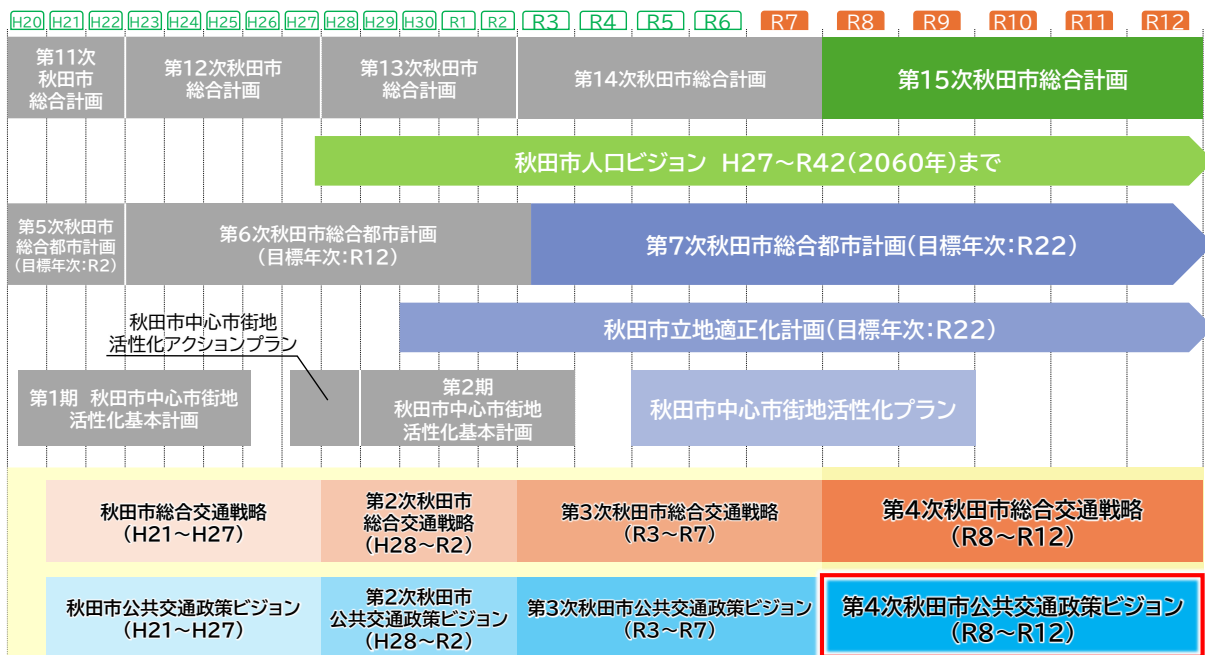 H20 H21 H22 H23 H24 H25 H26 H27 H28 H29 H30 R1 R2 R3 R4 R5 R6 R7 R8 R9 R10 R11 R12
第11次
秋田市
総合計画
第12次秋田市
総合計画
第13次秋田市
総合計画
第14次秋田市総合計画
第15次秋田市総合計画
秋田市人口ビジョン H27～R42(2060年)まで
第5次秋田市
総合都市計画
(目標年次:R2)
第6次秋田市総合都市計画
(目標年次:R12)
第7次秋田市総合都市計画(目標年次:R22)
秋田市立地適正化計画(目標年次:R22)
秋田市中心市街地
活性化アクションプラン
第1期 秋田市中心市街地
活性化基本計画
第2期
秋田市中心市街地
活性化基本計画
秋田市中心市街地活性化プラン
秋田市総合交通戦略
(H21～H27)
第2次秋田市
総合交通戦略
(H28～R2)
第3次秋田市総合交通戦略
(R3～R7)
第4次秋田市総合交通戦略
(R8～R12)
秋田市公共交通政策ビジョン
(H21～H27)
第2次秋田市
公共交通政策ビジョン
(H28～R2)
第3次秋田市公共交通政策ビジョン
(R3～R7)
第4次秋田市公共交通政策ビジョン
(R8～R12)